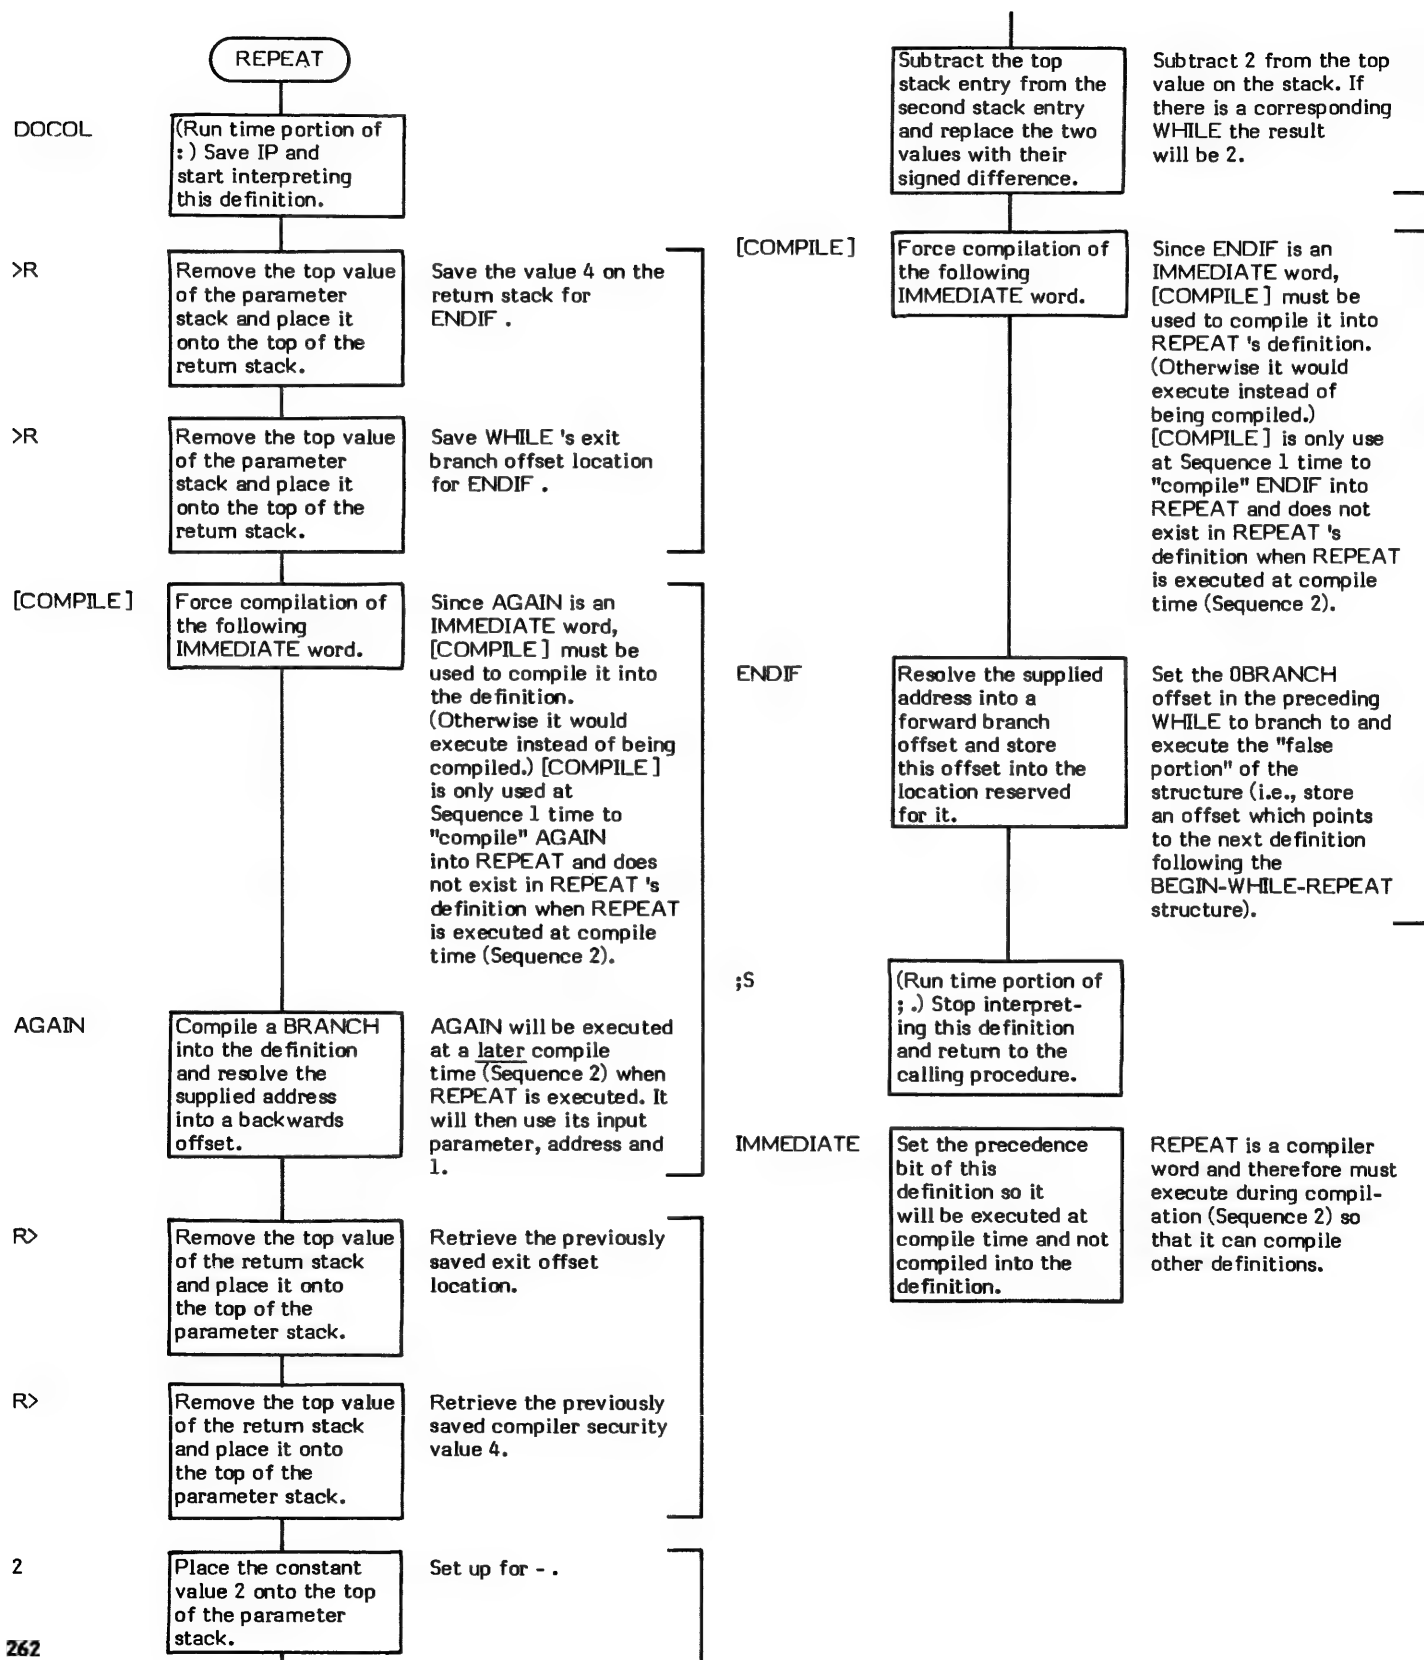 REPEAT
DOCOL
(Run time portion of
: ) Save IP and
start interpreting
this definition.
>R
Remove the top value
of the parameter
stack and place it
onto the top of the
return stack.
Save the value 4 on the
return stack for
ENDIF .
>R
Remove the top value
of the parameter
stack and place it
onto the top of the
return stack.
Save WHILE 's exit
branch offset location
for ENDIF .
[COMPILE]
Force compilation of
the following
IMMEDIATE word.
Since AGAIN is an
IMMEDIATE word,
[COMPILE] must be
used to compile it into
the definition.
(Otherwise it would
execute instead of being
compiled.) [COMPILE]
is only used at
Sequence 1 time to
"compile" AGAIN
into REPEAT and does
not exist in REPEAT 's
definition when REPEAT
is executed at compile
time (Sequence 2).
AGAIN
Compile a BRANCH
into the definition
and resolve the
supplied address
into a backwards
offset.
AGAIN will be executed
at a later compile
time (Sequence 2) when
REPEAT is executed. It
will then use its input
parameter, address and
1.
R>
Remove the top value
of the return stack
and place it onto
the top of the
parameter stack.
Retrieve the previously
saved exit offset
location.
R>
Remove the top value
of the return stack
and place it onto
the top of the
parameter stack.
Retrieve the previously
saved compiler security
value 4.
2
Place the constant
value 2 onto the top
of the parameter
stack.
Set up for - .
262
Subtract the top
stack entry from the
second stack entry
and replace the two
values with their
signed difference.
Subtract 2 from the top
value on the stack. If
there is a corresponding
WHILE the result
will be 2.
[COMPILE]
Force compilation of
the following
IMMEDIATE word.
Since ENDIF is an
IMMEDIATE word,
[COMPILE] must be
used to compile it into
REPEAT 's definition.
(Otherwise it would
execute instead of
being compiled.)
[COMPILE] is only use
at Sequence 1 time to
"compile" ENDIF into
REPEAT and does not
exist in REPEAT 's
definition when REPEAT
is executed at compile
time (Sequence 2).
ENDIF
Resolve the supplied
address into a
forward branch
offset and store
this offset into the
location reserved
for it.
Set the 0BRANCH
offset in the preceding
WHILE to branch to and
execute the "false
portion" of the
structure (i.e., store
an offset which points
to the next definition
following the
BEGIN-WHILE-REPEAT
structure).
;S
(Run time portion of
; .) Stop interpret-
ing this definition
and return to the
calling procedure.
IMMEDIATE
Set the precedence
bit of this
definition so it
will be executed at
compile time and not
compiled into the
definition.
REPEAT is a compiler
word and therefore must
execute during compil-
ation (Sequence 2) so
that it can compile
other definitions.